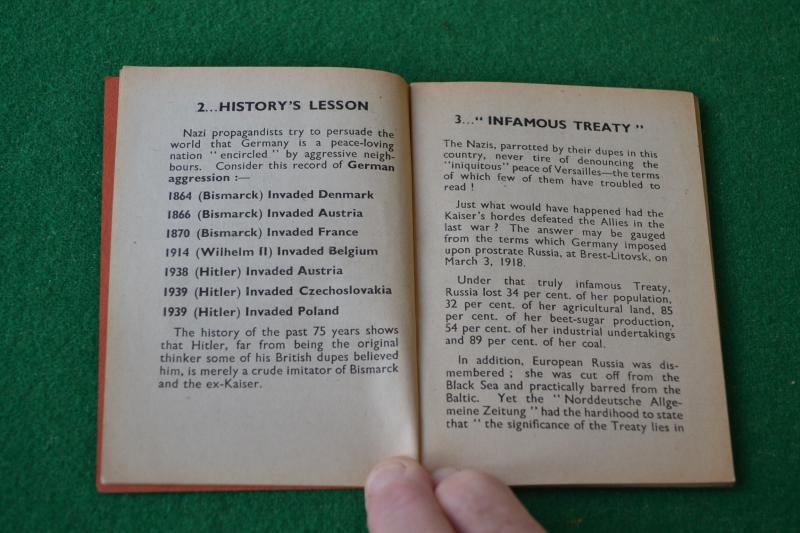 2...HISTORY'S LESSON
Nazi propagandists try to persuade the
world that Germany is a peace-loving
nation "encircled" by aggressive neigh-
bours. Consider this record of German
aggression :—
1864 (Bismarck) Invaded Denmark
1866 (Bismarck) Invaded Austria
1870 (Bismarck) Invaded France
1914 (Wilhelm II) Invaded Belgium
1938 (Hitler) Invaded Austria
1939 (Hitler) Invaded Czechoslovakia
1939 (Hitler) Invaded Poland
The history of the past 75 years shows
that Hitler, far from being the original
thinker some of his British dupes believed
him, is merely a crude imitator of Bismarck
and the ex-Kaiser.
3..." INFAMOUS TREATY "
The Nazis, parrotted by their dupes in this
country, never tire of denouncing the
"iniquitous" peace of Versailles—the terms
of which few of them have troubled to
read !
Just what would have happened had the
Kaiser's hordes defeated the Allies in the
last war ? The answer may be gauged
from the terms which Germany imposed
upon prostrate Russia, at Brest-Litovsk, on
March 3, 1918.
Under that truly infamous Treaty,
Russia lost 34 per cent. of her population,
32 per cent. of her agricultural land, 85
per cent. of her beet-sugar production,
54 per cent. of her industrial undertakings
and 89 per cent. of her coal.
In addition, European Russia was dis-
membered ; she was cut off from the
Black Sea and practically barred from the
Baltic. Yet the " Norddeutsche Allge-
meine Zeitung " had the hardihood to state
that " the significance of the Treaty lies in